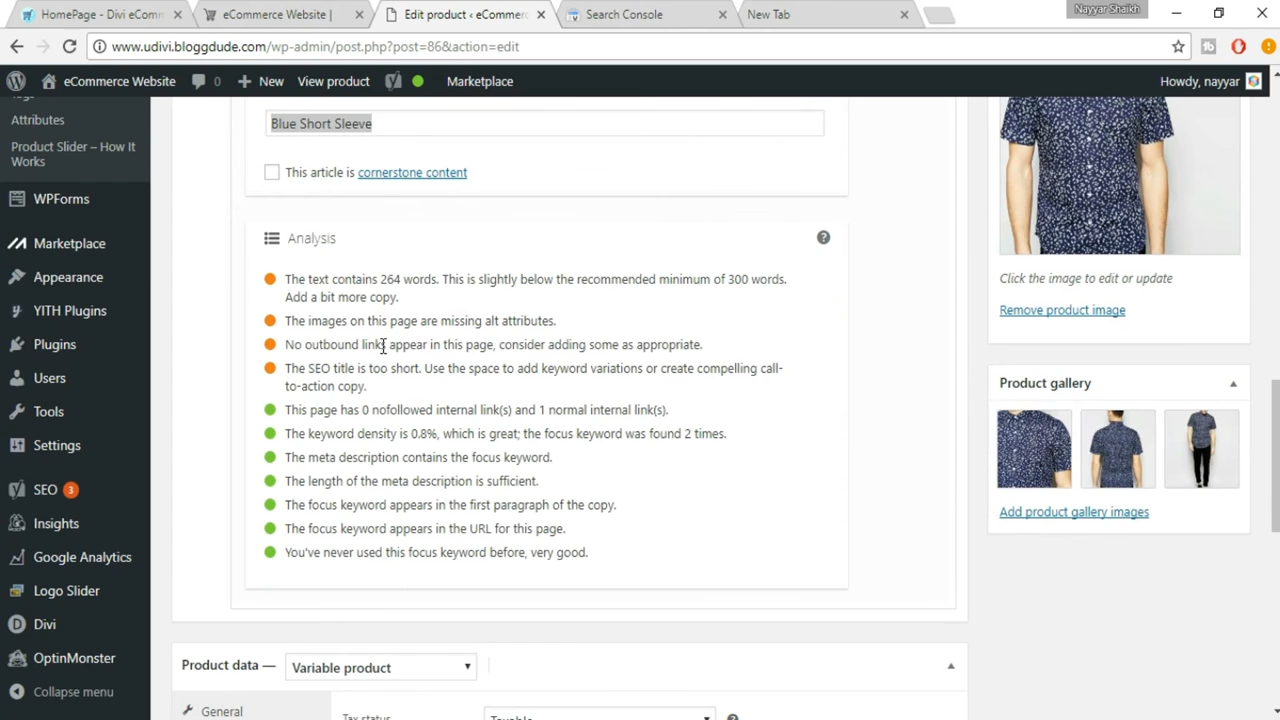 HomePage - Divi eComm
eCommerce Website |
Edit product ‹ eCommer
Search Console
New Tab
Nayyar Shaikh
www.udivi.bloggdude.com/wp-admin/post.php?post=86&action=edit
eCommerce Website
0
New
View product
Marketplace
Howdy, nayyar
Attributes
Product Slider – How It
Works
WPForms
Marketplace
Appearance
YITH Plugins
Plugins
Users
Tools
Settings
SEO 3
Insights
Google Analytics
Logo Slider
Divi
OptinMonster
Collapse menu
Blue Short Sleeve
This article is cornerstone content
Analysis
The text contains 264 words. This is slightly below the recommended minimum of 300 words.
Add a bit more copy.
The images on this page are missing alt attributes.
No outbound links appear in this page, consider adding some as appropriate.
The SEO title is too short. Use the space to add keyword variations or create compelling call-
to-action copy.
This page has 0 nofollowed internal link(s) and 1 normal internal link(s).
The keyword density is 0.8%, which is great; the focus keyword was found 2 times.
The meta description contains the focus keyword.
The length of the meta description is sufficient.
The focus keyword appears in the first paragraph of the copy.
The focus keyword appears in the URL for this page.
You've never used this focus keyword before, very good.
Product data —
Variable product
General
Tax status
Taxable
Click the image to edit or update
Remove product image
Product gallery
Add product gallery images